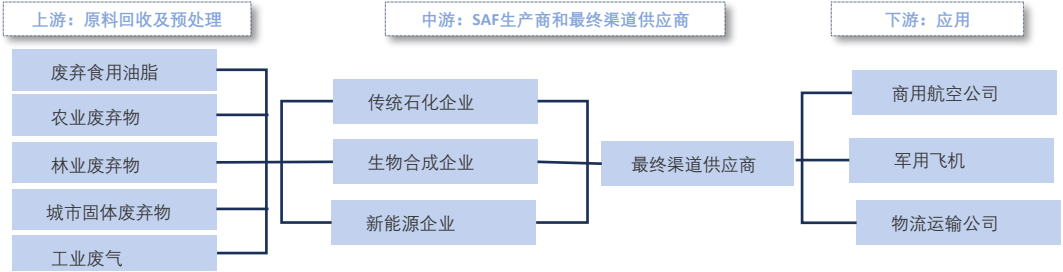 上游：原料回收及预处理
中游：SAF生产商和最终渠道供应商
下游：应用
废弃食用油脂
农业废弃物
林业废弃物
城市固体废弃物
工业废气
传统石化企业
生物合成企业
新能源企业
最终渠道供应商
商用航空公司
军用飞机
物流运输公司